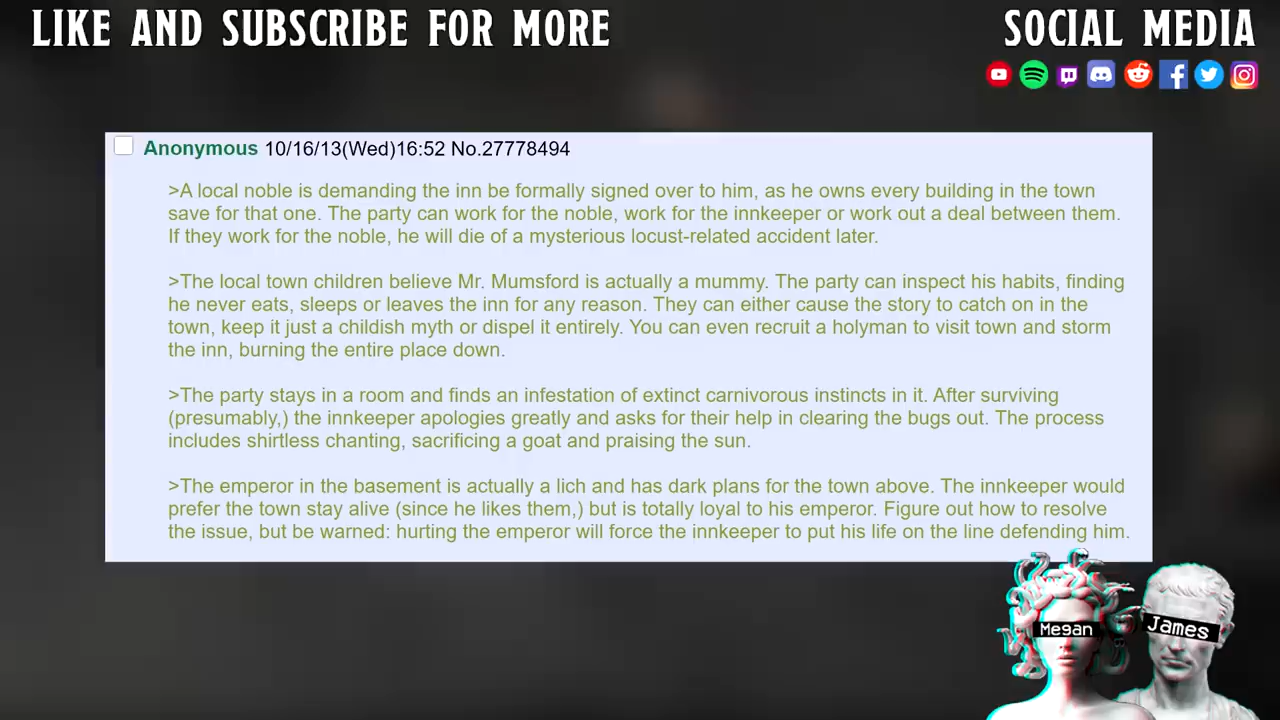 LIKE AND SUBSCRIBE FOR MORE
SOCIAL MEDIA
Anonymous 10/16/13(Wed)16:52 No.27778494
>A local noble is demanding the inn be formally signed over to him, as he owns every building in the town
save for that one. The party can work for the noble, work for the innkeeper or work out a deal between them.
If they work for the noble, he will die of a mysterious locust-related accident later.
>The local town children believe Mr. Mumsford is actually a mummy. The party can inspect his habits, finding
he never eats, sleeps or leaves the inn for any reason. They can either cause the story to catch on in the
town, keep it just a childish myth or dispel it entirely. You can even recruit a holyman to visit town and storm
the inn, burning the entire place down.
>The party stays in a room and finds an infestation of extinct carnivorous instincts in it. After surviving
(presumably,) the innkeeper apologies greatly and asks for their help in clearing the bugs out. The process
includes shirtless chanting, sacrificing a goat and praising the sun.
>The emperor in the basement is actually a lich and has dark plans for the town above. The innkeeper would
prefer the town stay alive (since he likes them,) but is totally loyal to his emperor. Figure out how to resolve
the issue, but be warned: hurting the emperor will force the innkeeper to put his life on the line defending him.
Megan
James